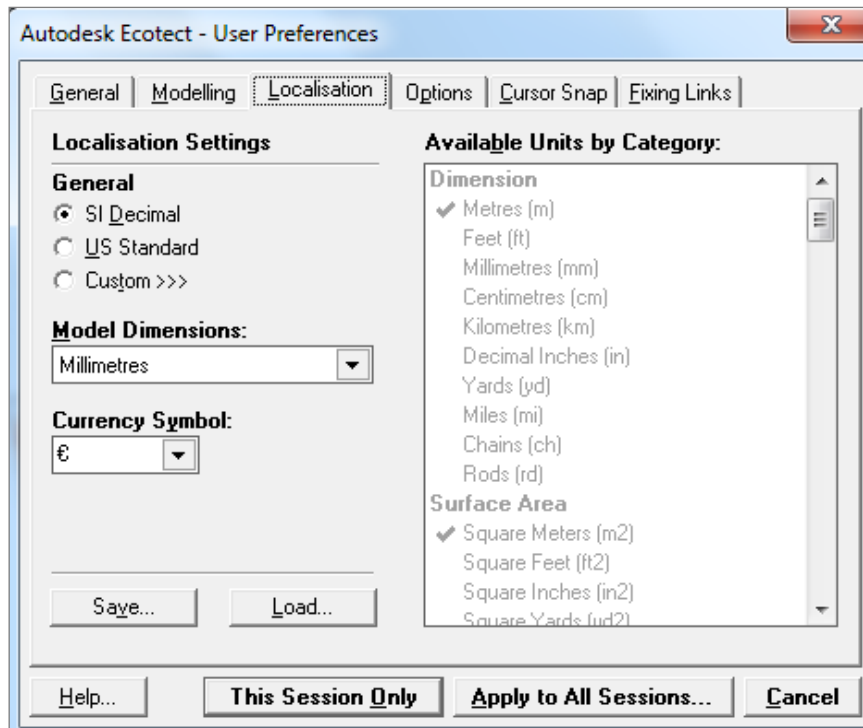 Autodesk Ecotect - User Preferences
General
Modelling
Localisation
Options
Cursor Snap
Fixing Links
Localisation Settings
General
SI Decimal
US Standard
Custom >>>
Model Dimensions:
Millimetres
Currency Symbol:
€
Save...
Load...
Available Units by Category:
Dimension
Metres (m)
Feet (ft)
Millimetres (mm)
Centimetres (cm)
Kilometres (km)
Decimal Inches (in)
Yards (yd)
Miles (mi)
Chains (ch)
Rods (rd)
Surface Area
Square Meters (m2)
Square Feet (ft2)
Square Inches (in2)
Square Yards (yd2)
Help...
This Session Only
Apply to All Sessions...
Cancel